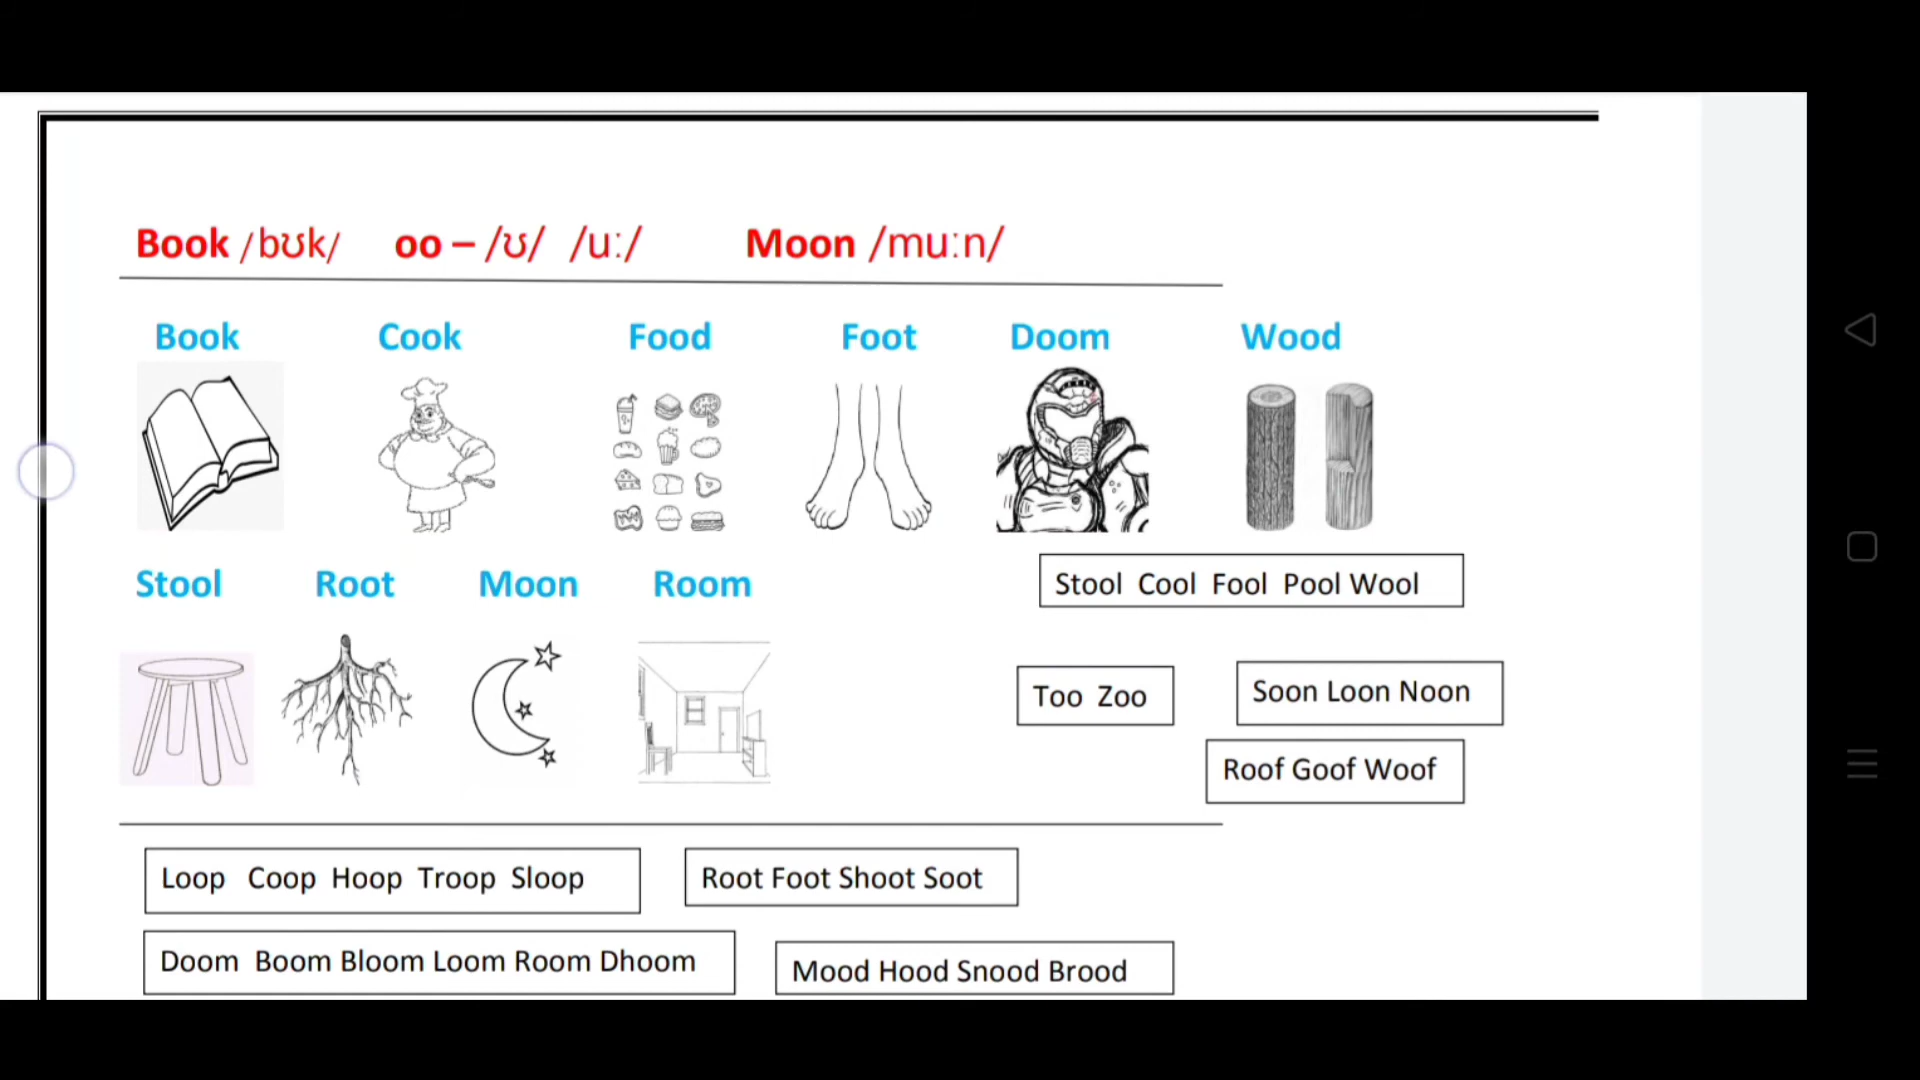 Book /bʊk/ oo – /ʊ/ /uː/ Moon /muːn/
Book Cook Food Foot Doom Wood
Stool Root Moon Room
Stool Cool Fool Pool Wool
Too Zoo
Soon Loon Noon
Roof Goof Woof
Loop Coop Hoop Troop Sloop
Root Foot Shoot Soot
Doom Boom Bloom Loom Room Dhoom
Mood Hood Snood Brood